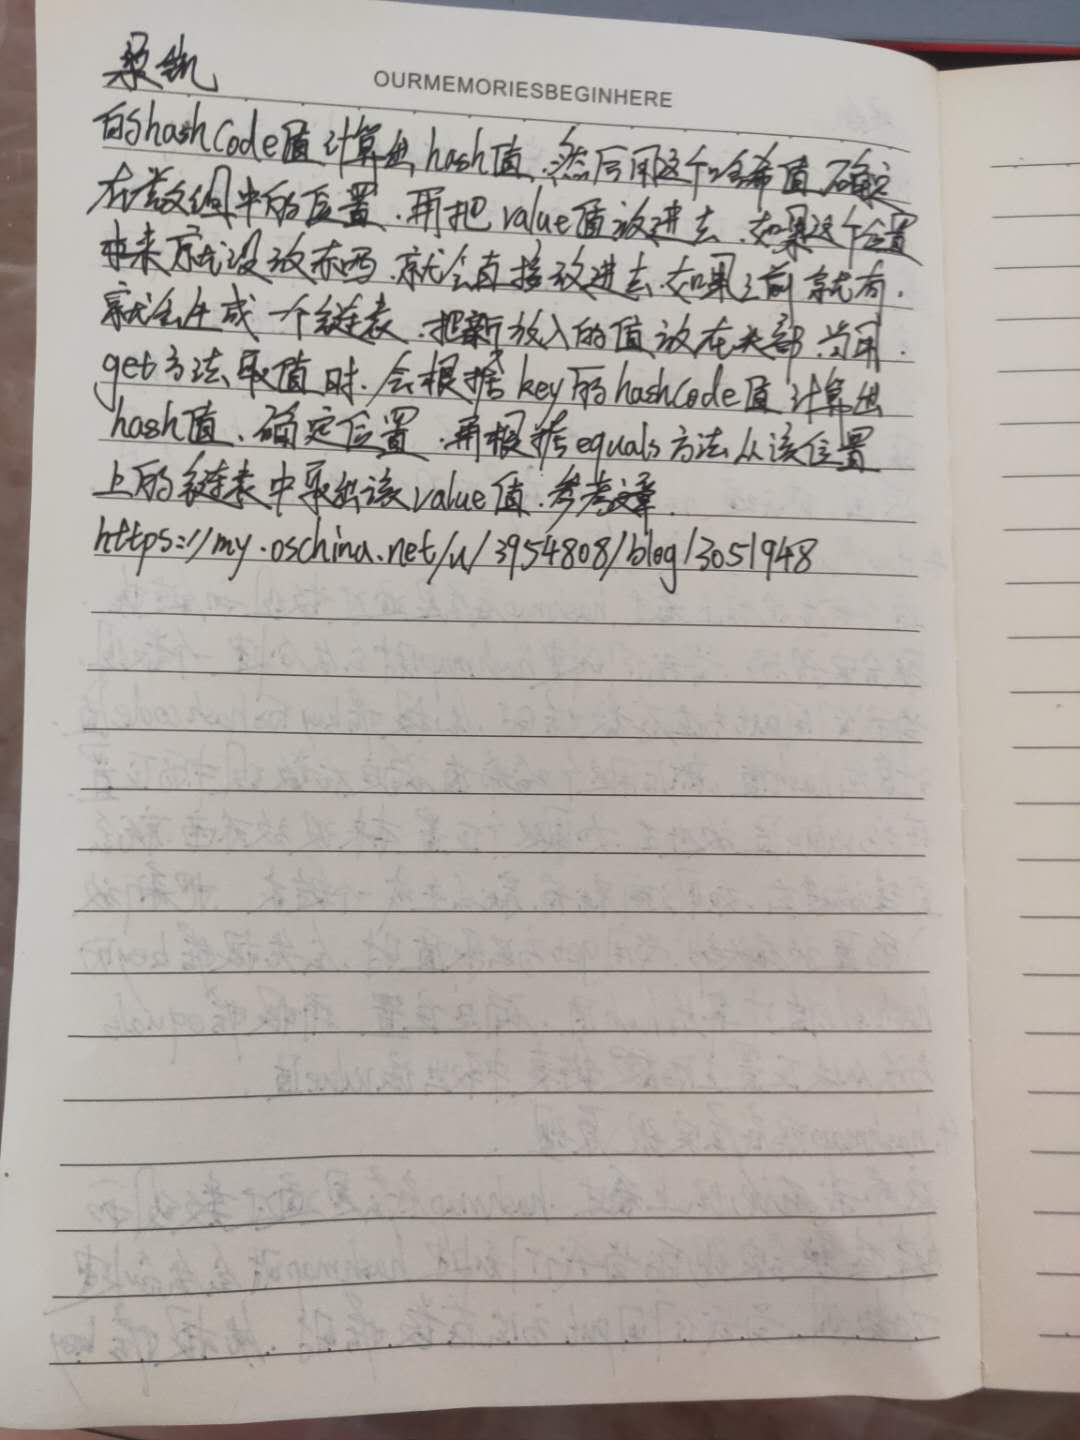 OURMEMORIESBEGINHERE
的hashCode值计算出hash值.然后用这个哈希值.确定
在数组中的位置.再把value值放进去.如果这个位置
本来就没放东西.就会直接放进去.如果之前就有.
就会生成一个链表.把新放入的值放在头部.当用.
get方法取值时.会根据key的hashCode值计算出
hash值、确定位置.再根据equals方法从该位置
上的链表中取出该value值.参考文章.
https://my.oschina.net/u/3954808/blog/3051948